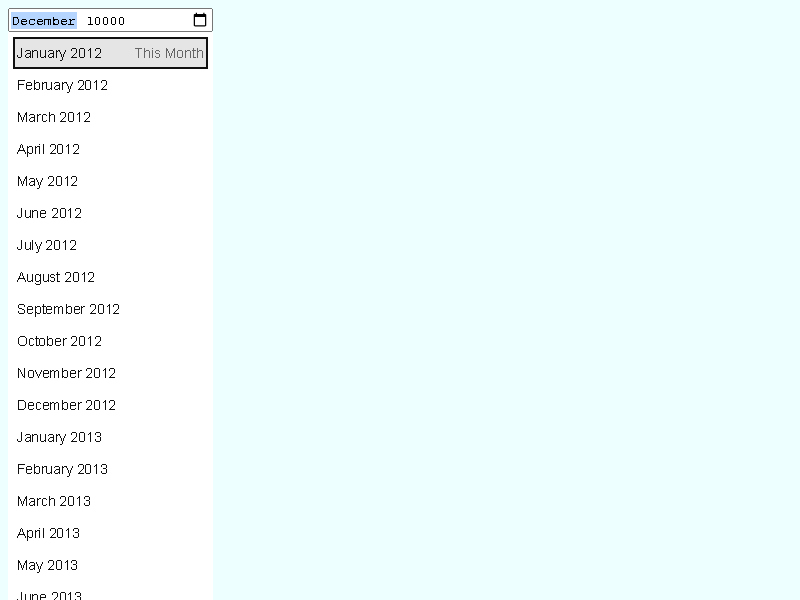 December 10000
January 2012 This Month
February 2012
March 2012
April 2012
May 2012
June 2012
July 2012
August 2012
September 2012
October 2012
November 2012
December 2012
January 2013
February 2013
March 2013
April 2013
May 2013
June 2013